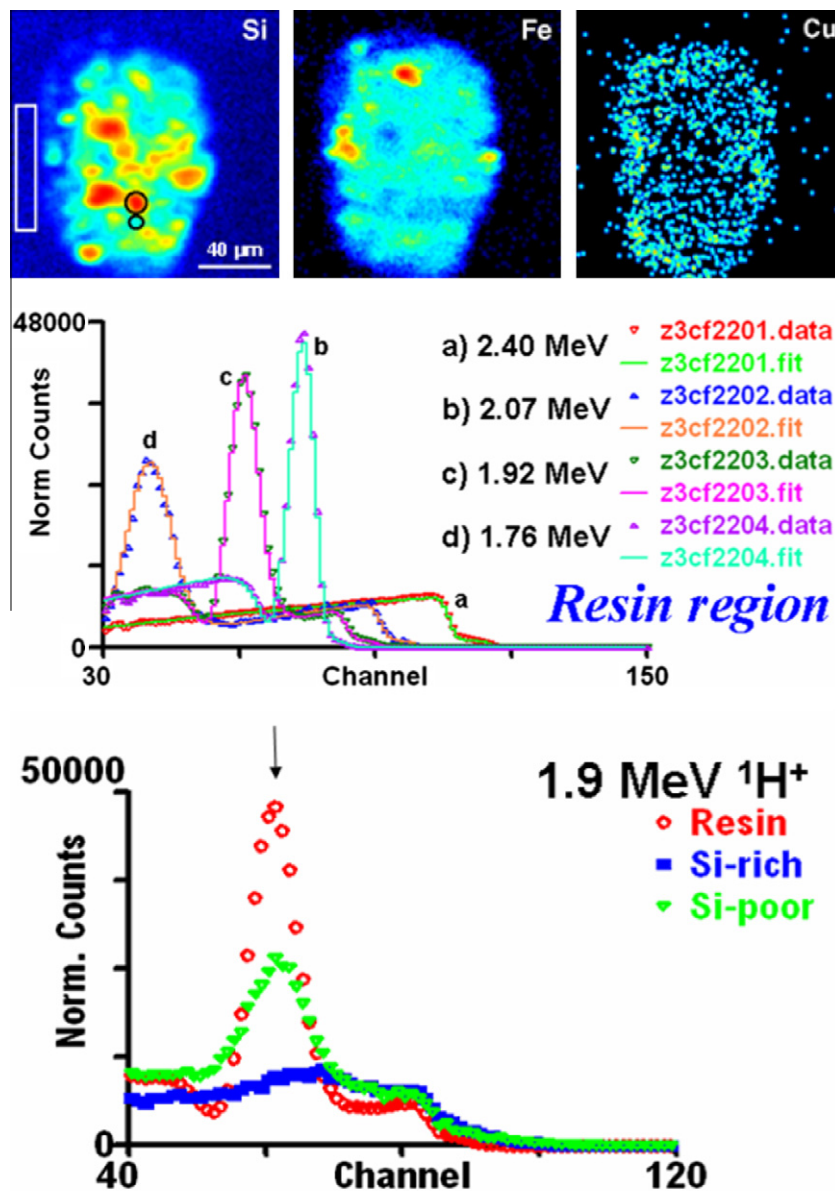 Si
Fe
Cu
40 µm
48000
a) 2.40 MeV
b) 2.07 MeV
c) 1.92 MeV
d) 1.76 MeV
z3cf2201.data
z3cf2201.fit
z3cf2202.data
z3cf2202.fit
z3cf2203.data
z3cf2203.fit
z3cf2204.data
z3cf2204.fit
Resin region
d
c
b
a
Norm Counts
0
30
Channel
150
50000
1.9 MeV ¹H⁺
Resin
Si-rich
Si-poor
Norm. Counts
0
40
Channel
120